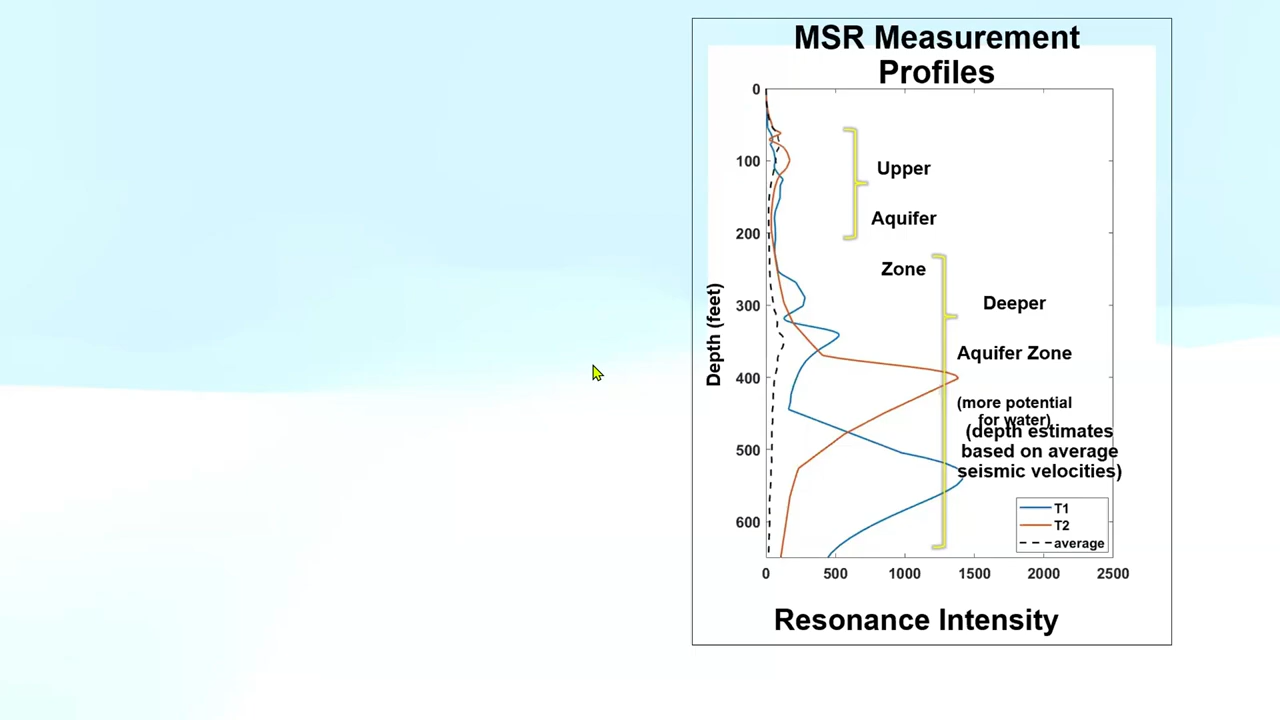 MSR Measurement
Profiles
0
100
200
300
400
500
600
Depth (feet)
Upper
Aquifer
Zone
Deeper
Aquifer Zone
(more potential
for water)
(depth estimates
based on average
seismic velocities)
T1
T2
average
0 500 1000 1500 2000 2500
Resonance Intensity